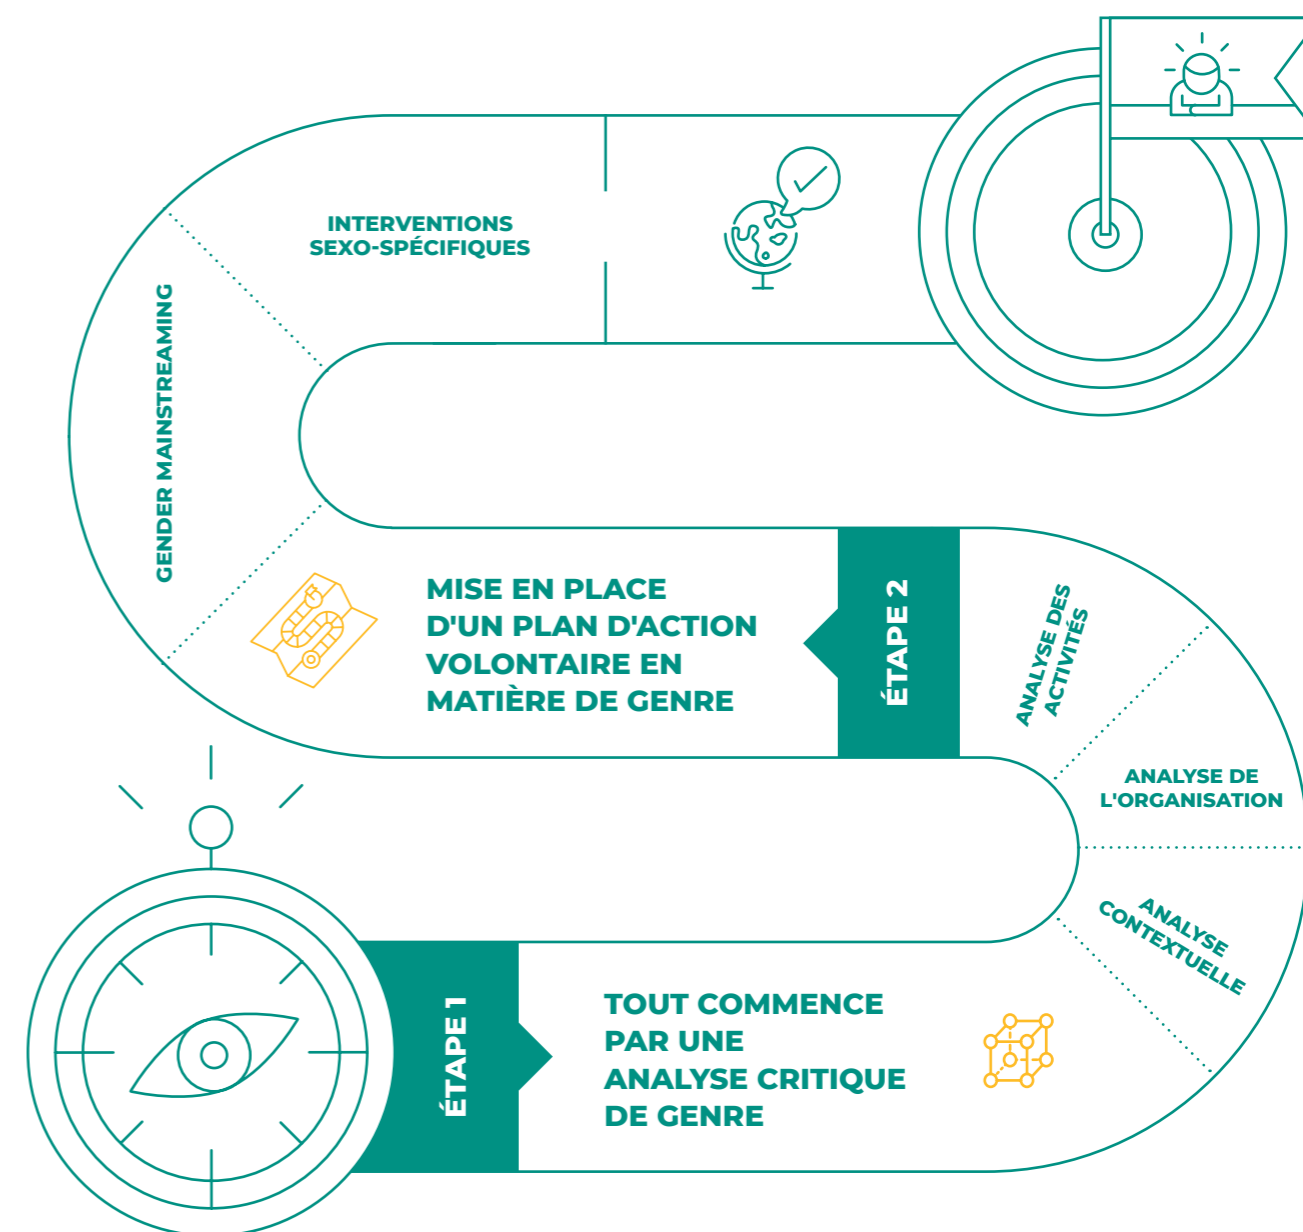 INTERVENTIONS
SEXO-SPÉCIFIQUES
GENDER MAINSTREAMING
MISE EN PLACE
D'UN PLAN D'ACTION
VOLONTAIRE EN
MATIÈRE DE GENRE
ÉTAPE 2
ANALYSE DES
ACTIVITÉS
ANALYSE DE
L'ORGANISATION
ANALYSE
CONTEXTUELLE
ÉTAPE 1
TOUT COMMENCE
PAR UNE
ANALYSE CRITIQUE
DE GENRE